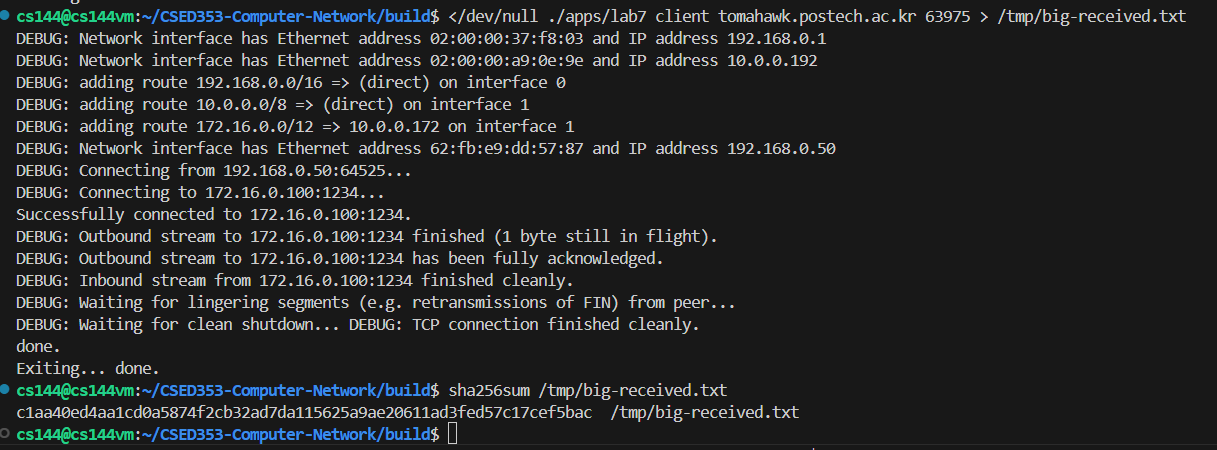 cs144@cs144vm:~/CSED353-Computer-Network/build$ </dev/null ./apps/lab7 client tomahawk.postech.ac.kr 63975 > /tmp/big-received.txt
DEBUG: Network interface has Ethernet address 02:00:00:37:f8:03 and IP address 192.168.0.1
DEBUG: Network interface has Ethernet address 02:00:00:a9:0e:9e and IP address 10.0.0.192
DEBUG: adding route 192.168.0.0/16 => (direct) on interface 0
DEBUG: adding route 10.0.0.0/8 => (direct) on interface 1
DEBUG: adding route 172.16.0.0/12 => 10.0.0.172 on interface 1
DEBUG: Network interface has Ethernet address 62:fb:e9:dd:57:87 and IP address 192.168.0.50
DEBUG: Connecting from 192.168.0.50:64525...
DEBUG: Connecting to 172.16.0.100:1234...
Successfully connected to 172.16.0.100:1234.
DEBUG: Outbound stream to 172.16.0.100:1234 finished (1 byte still in flight).
DEBUG: Outbound stream to 172.16.0.100:1234 has been fully acknowledged.
DEBUG: Inbound stream from 172.16.0.100:1234 finished cleanly.
DEBUG: Waiting for lingering segments (e.g. retransmissions of FIN) from peer...
DEBUG: Waiting for clean shutdown... DEBUG: TCP connection finished cleanly.
done.
Exiting... done.
cs144@cs144vm:~/CSED353-Computer-Network/build$ sha256sum /tmp/big-received.txt
c1aa40ed4aa1cd0a5874f2cb32ad7da115625a9ae20611ad3fed57c17cef5bac  /tmp/big-received.txt
cs144@cs144vm:~/CSED353-Computer-Network/build$